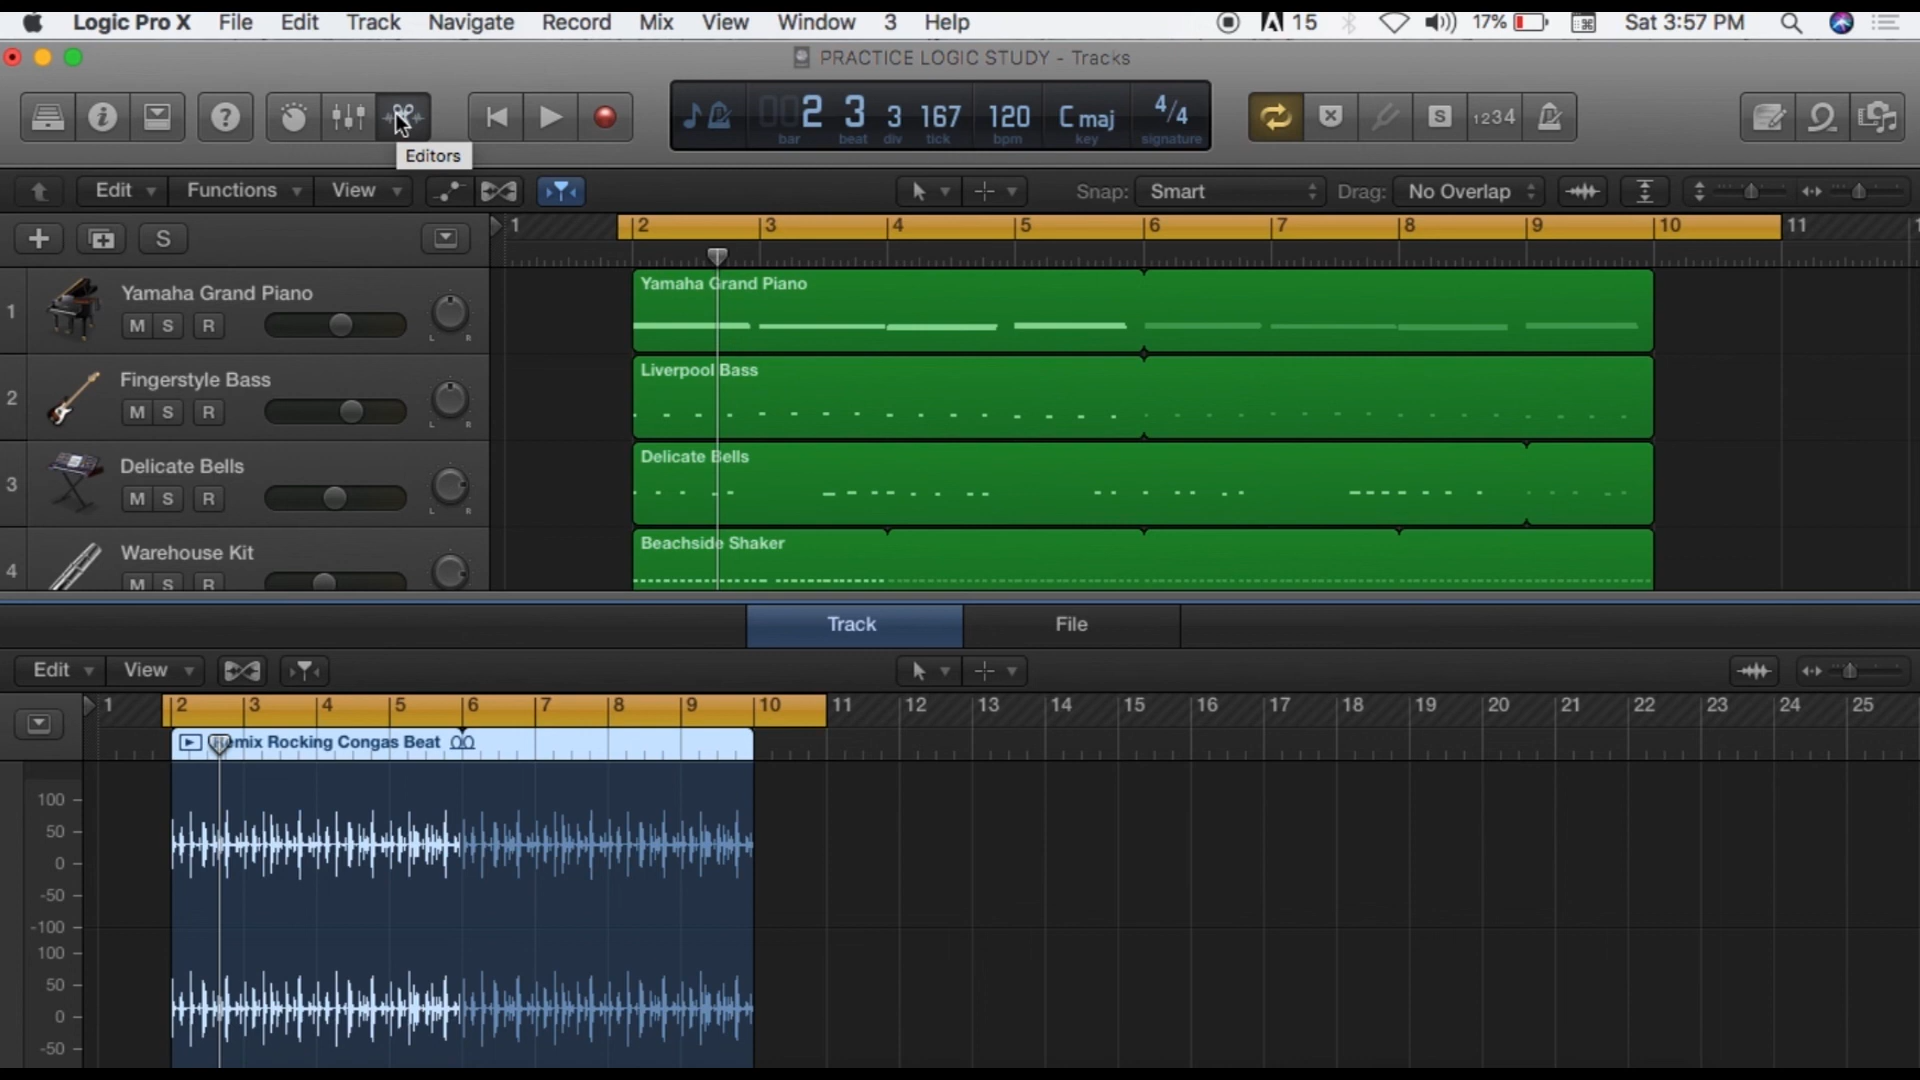 Logic Pro X File Edit Track Navigate Record Mix View Window 3 Help 15 17% Sat 3:57 PM
PRACTICE LOGIC STUDY - Tracks
2 3 3 167 120 C maj 4/4
bar beat div tick bpm key signature
S 1234
Editors
Edit Functions View Snap: Smart Drag: No Overlap
S
1 2 3 4 5 6 7 8 9 10 11
1 Yamaha Grand Piano
M S R
L R
Yamaha Grand Piano
2 Fingerstyle Bass
M S R
L R
Liverpool Bass
3 Delicate Bells
M S R
L R
Delicate Bells
4 Warehouse Kit
M S R
Beachside Shaker
Track File
Edit View
1 2 3 4 5 6 7 8 9 10 11 12 13 14 15 16 17 18 19 20 21 22 23 24 25
Remix Rocking Congas Beat
100
50
0
-50
-100
100
50
0
-50